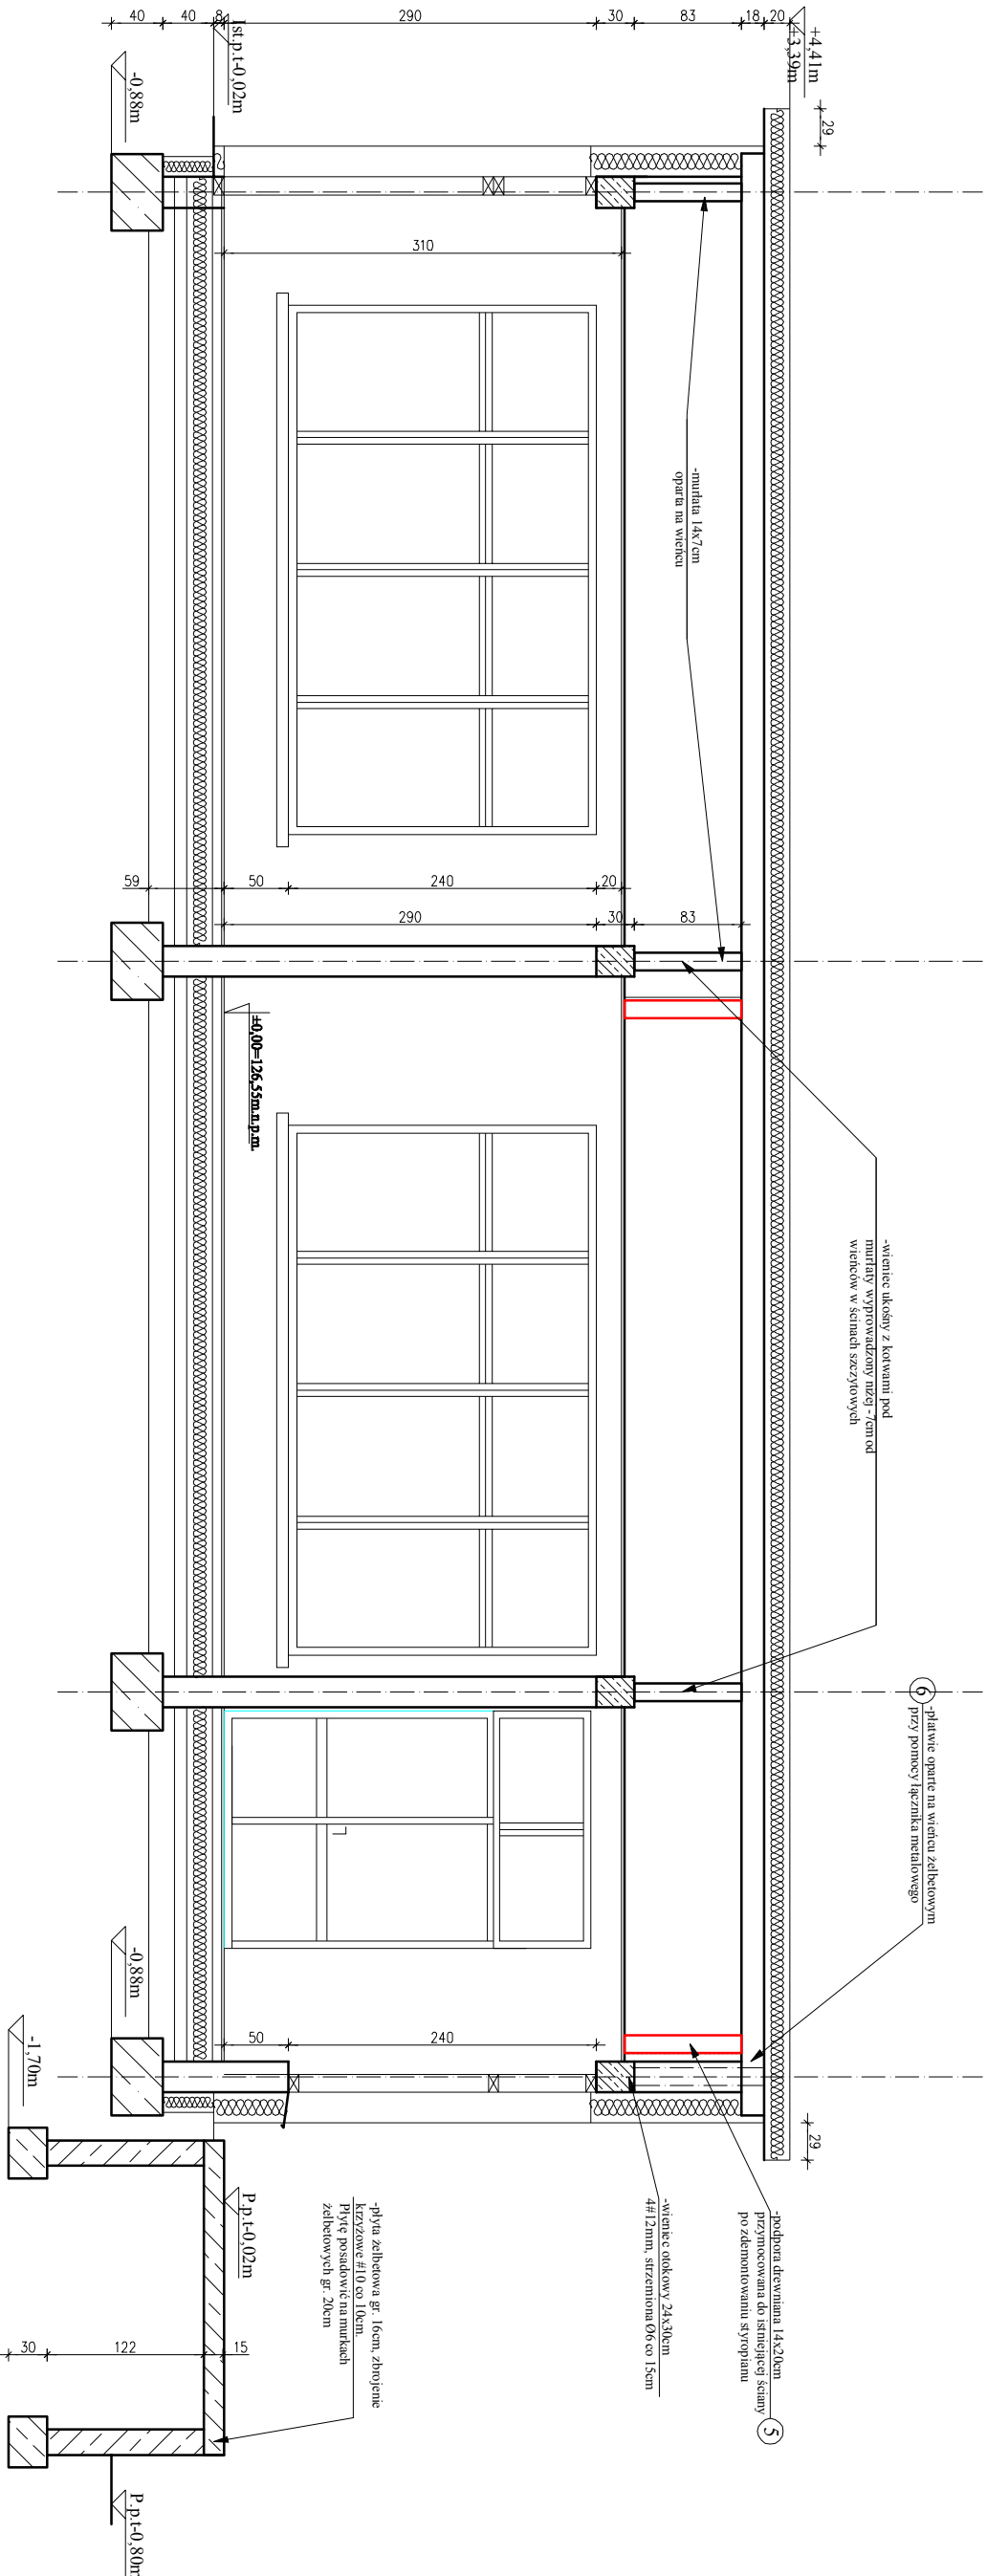 40
40
8
290
30
83
18
20
+4,41m
+3,39m
29
Ist.p.t-0,02m
-0,88m
310
-murłata 14x7cm
oparta na wieńcu
59
50
240
20
290
30
83
±0,00=126,55m.n.p.m.
-wieniec ukośny z kotwami pod
murłaty wyprowadzony niżej -7cm od
wieńców w ścinach szczytowych
6
-płatwie oparte na wieńcu żelbetowym
przy pomocy łącznika metalowego
-0,88m
-1,70m
50
240
29
-podpora drewniana 14x20cm
przymocowana do istniejącej ściany
po zdemontowaniu styropianu
5
-wieniec otokowy 24x30cm
4#12mm, strzemiona Ø6 co 15cm
P.p.t-0,02m
-płyta żelbetowa gr. 16cm, zbrojenie
krzyżowe #10 co 10cm.
Płytę posadowić na murkach
żelbetowych gr. 20cm
30
122
15
P.p.t-0,80m